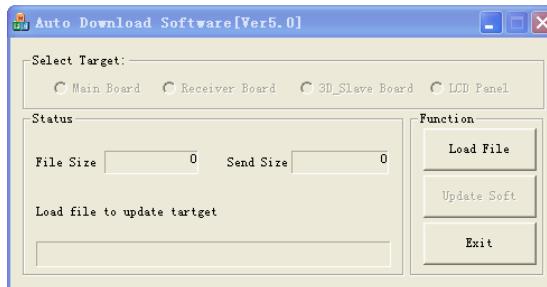 Auto Download Software[Ver5.0]
Select Target:
Main Board Receiver Board 3D_Slave Board LCD Panel
Status
Function
File Size 0 Send Size 0
Load File
Update Soft
Load file to update tartget
Exit